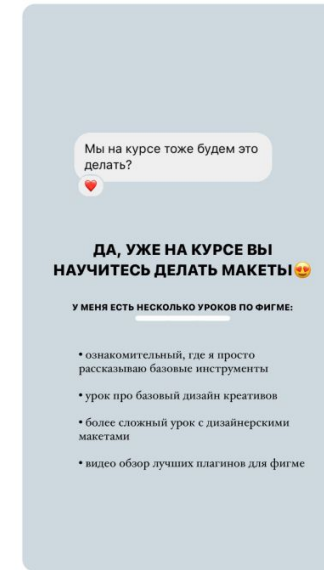 Мы на курсе тоже будем это
делать?
ДА, УЖЕ НА КУРСЕ ВЫ
НАУЧИТЕСЬ ДЕЛАТЬ МАКЕТЫ😍
У МЕНЯ ЕСТЬ НЕСКОЛЬКО УРОКОВ ПО ФИГМЕ:
• ознакомительный, где я просто
рассказываю базовые инструменты
• урок про базовый дизайн креативов
• более сложный урок с дизайнерскими
макетами
• видео обзор лучших плагинов для фигме